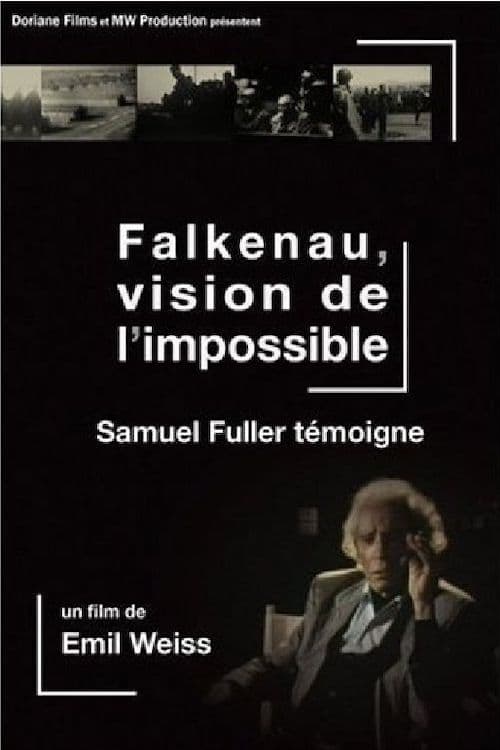 Doriane Films et MW Production présentent
Falkenau,
vision de
l'impossible
Samuel Fuller témoigne
un film de
Emil Weiss